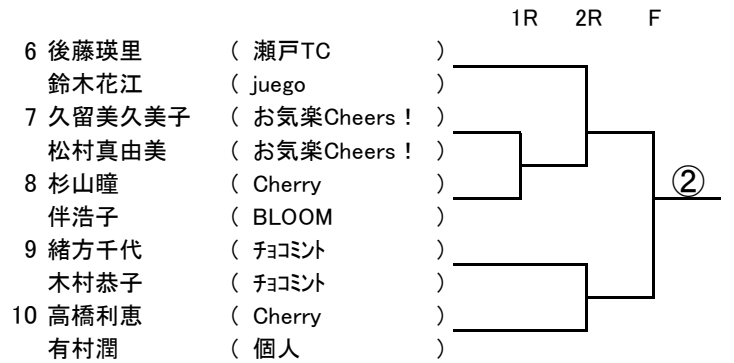 1R 2R F
6 後藤瑛里 ( 瀬戸TC )
鈴木花江 ( juego )
7 久留美久美子 ( お気楽Cheers! )
松村真由美 ( お気楽Cheers! )
8 杉山瞳 ( Cherry )
②
伴浩子 ( BLOOM )
9 緒方千代 ( ﾁｮｺﾐﾝﾄ )
木村恭子 ( ﾁｮｺﾐﾝﾄ )
10 高橋利恵 ( Cherry )
有村潤 ( 個人 )